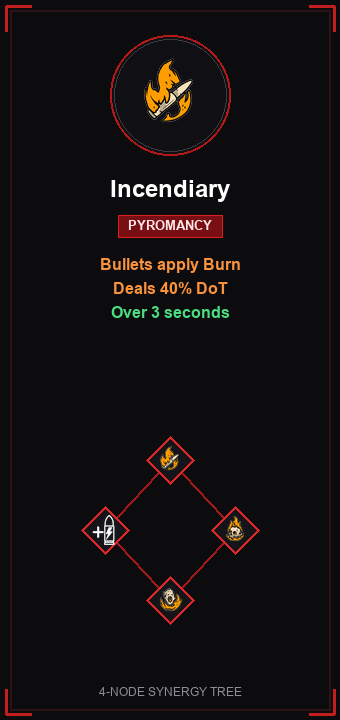 Incendiary
PYROMANCY
Bullets apply Burn
Deals 40% DoT
Over 3 seconds
+
4-NODE SYNERGY TREE